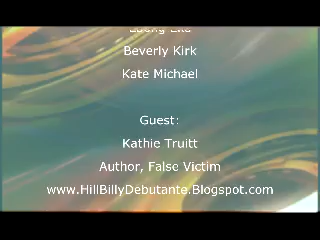 Beverly Kirk
Kate Michael
Guest:
Kathie Truitt
Author, False Victim
www.HillBillyDebutante.Blogspot.com